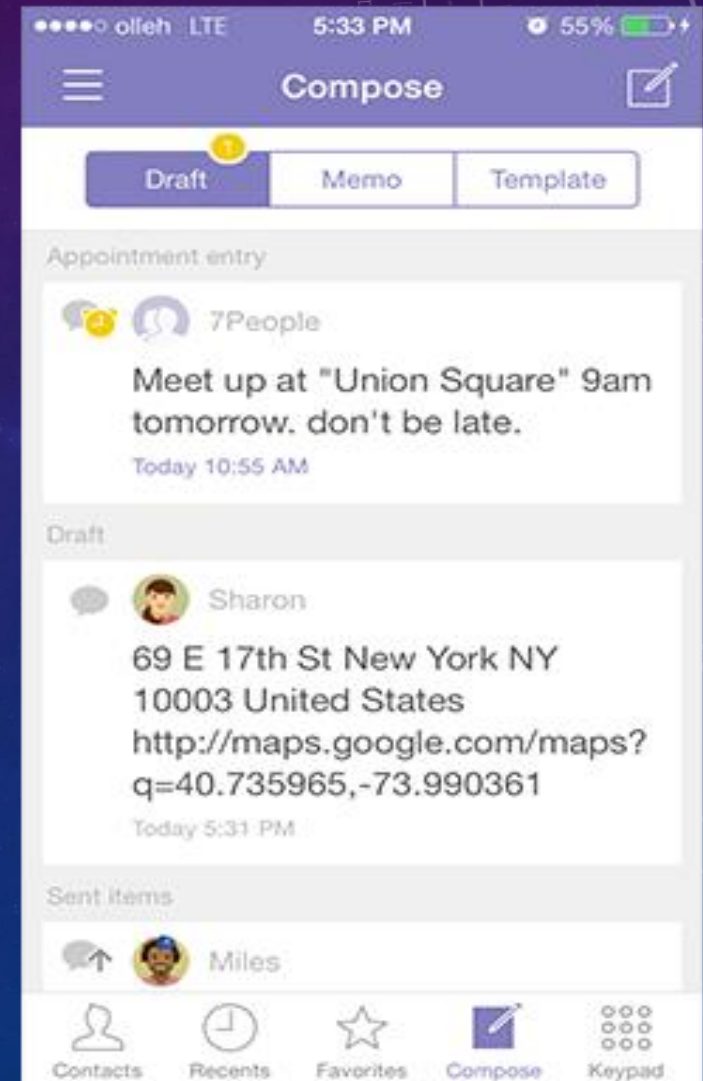 olleh LTE 5:33 PM 55%
Compose
1
Draft Memo Template
Appointment entry
7People
Meet up at "Union Square" 9am
tomorrow. don't be late.
Today 10:55 AM
Draft
Sharon
69 E 17th St New York NY
10003 United States
http://maps.google.com/maps?
q=40.735965,-73.990361
Today 5:31 PM
Sent items
Miles
Contacts Recents Favorites Compose Keypad